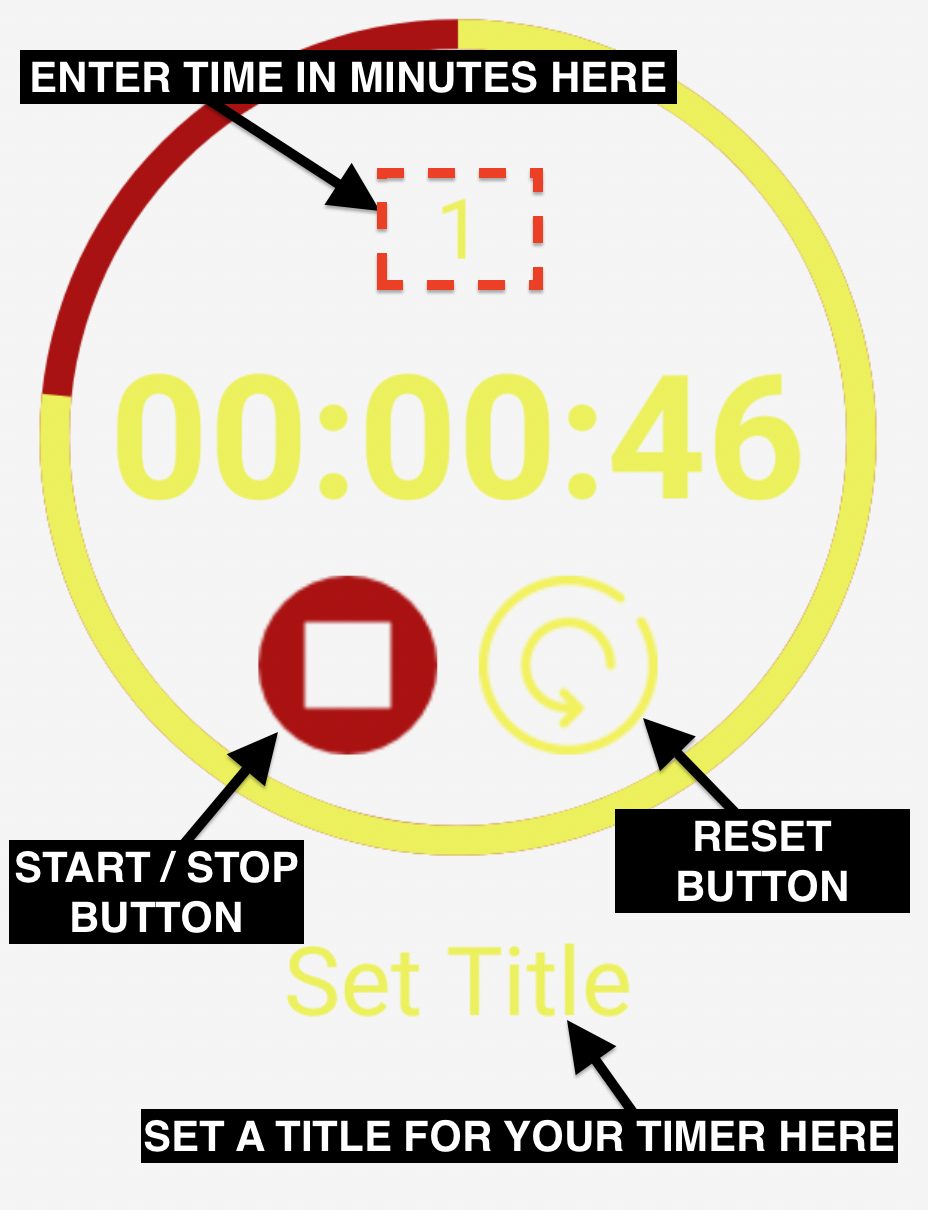 ENTER TIME IN MINUTES HERE
1
00:00:46
START / STOP
BUTTON
RESET
BUTTON
Set Title
SET A TITLE FOR YOUR TIMER HERE